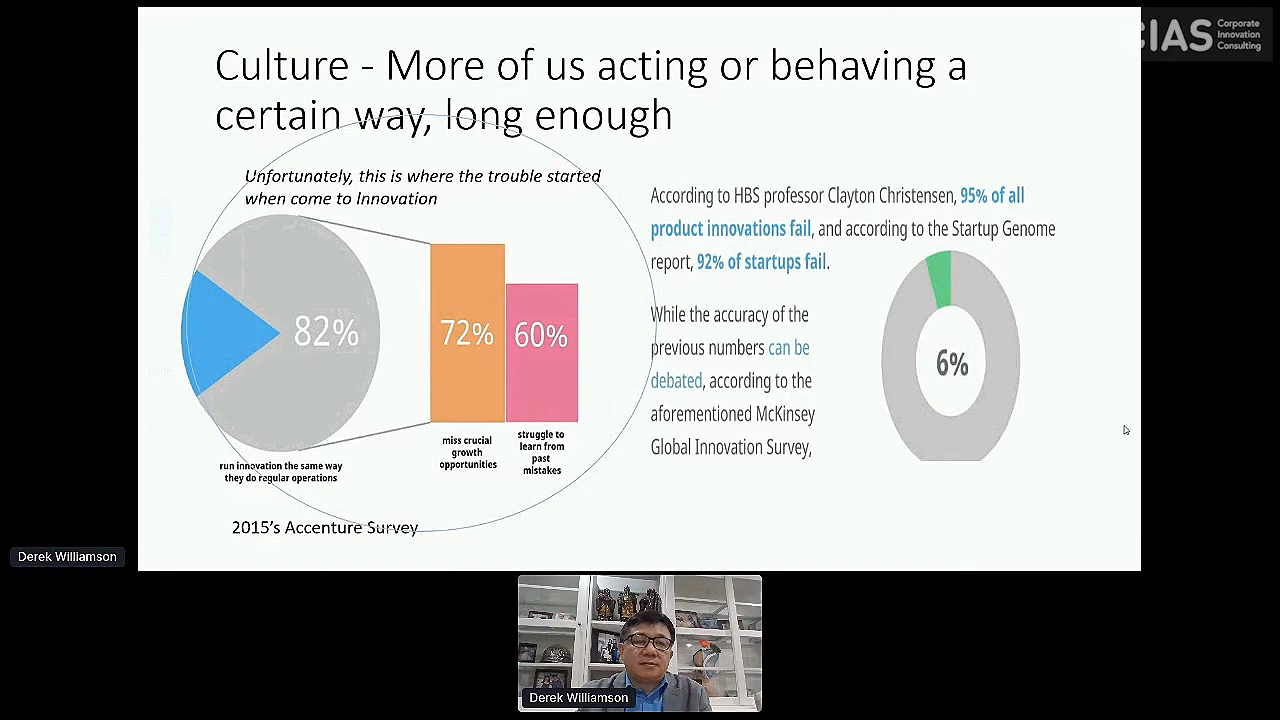 IAS Corporate
Innovation
Consulting
Culture - More of us acting or behaving a
certain way, long enough
Unfortunately, this is where the trouble started
when come to Innovation
82%
72%
60%
run innovation the same way
they do regular operations
miss crucial
growth
opportunities
struggle to
learn from
past
mistakes
2015's Accenture Survey
According to HBS professor Clayton Christensen, 95% of all
product innovations fail, and according to the Startup Genome
report, 92% of startups fail.
While the accuracy of the
previous numbers can be
debated, according to the
aforementioned McKinsey
Global Innovation Survey,
6%
Derek Williamson
Derek Williamson